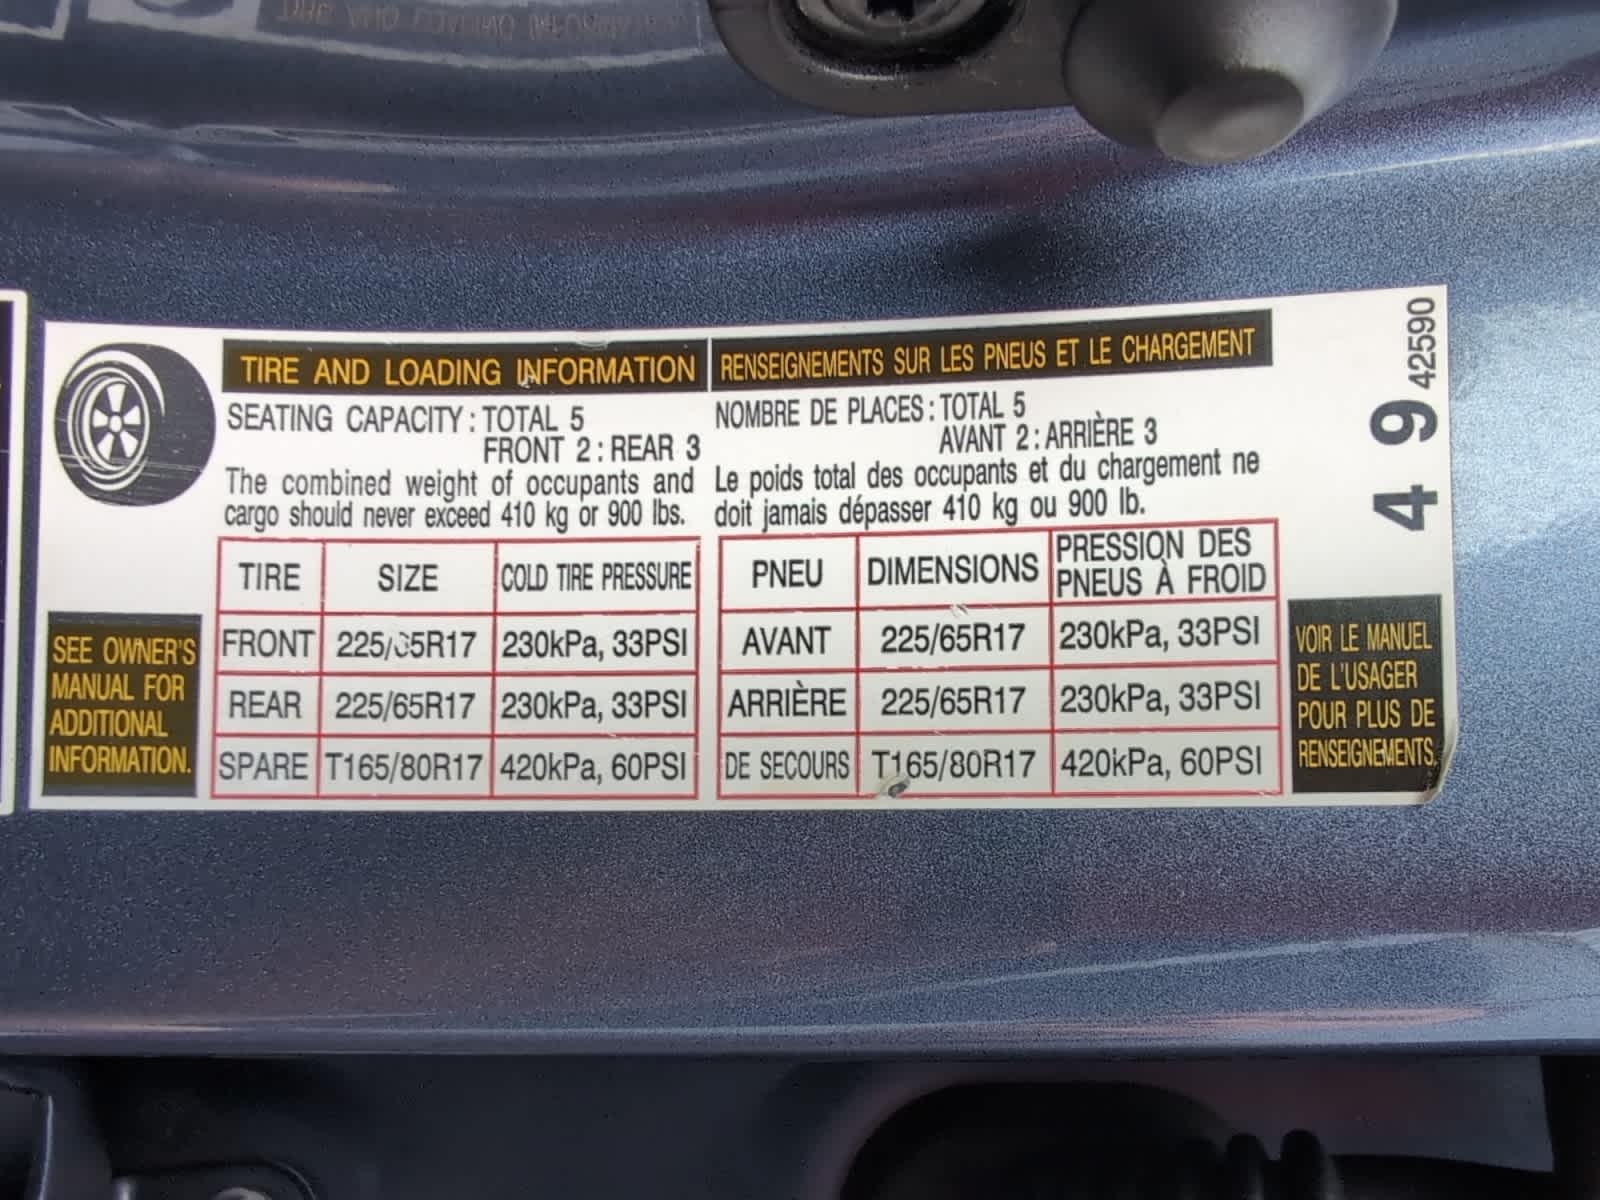 TIRE AND LOADING INFORMATION
SEATING CAPACITY : TOTAL 5
FRONT 2 : REAR 3
The combined weight of occupants and
cargo should never exceed 410 kg or 900 lbs.
TIRE SIZE COLD TIRE PRESSURE
FRONT 225/65R17 230kPa, 33PSI
REAR 225/65R17 230kPa, 33PSI
SPARE T165/80R17 420kPa, 60PSI
SEE OWNER'S
MANUAL FOR
ADDITIONAL
INFORMATION.
RENSEIGNEMENTS SUR LES PNEUS ET LE CHARGEMENT
NOMBRE DE PLACES : TOTAL 5
AVANT 2 : ARRIÈRE 3
Le poids total des occupants et du chargement ne
doit jamais dépasser 410 kg ou 900 lb.
PNEU DIMENSIONS PRESSION DES
PNEUS À FROID
AVANT 225/65R17 230kPa, 33PSI
ARRIÈRE 225/65R17 230kPa, 33PSI
DE SECOURS T165/80R17 420kPa, 60PSI
VOIR LE MANUEL
DE L'USAGER
POUR PLUS DE
RENSEIGNEMENTS.
4 9 42590